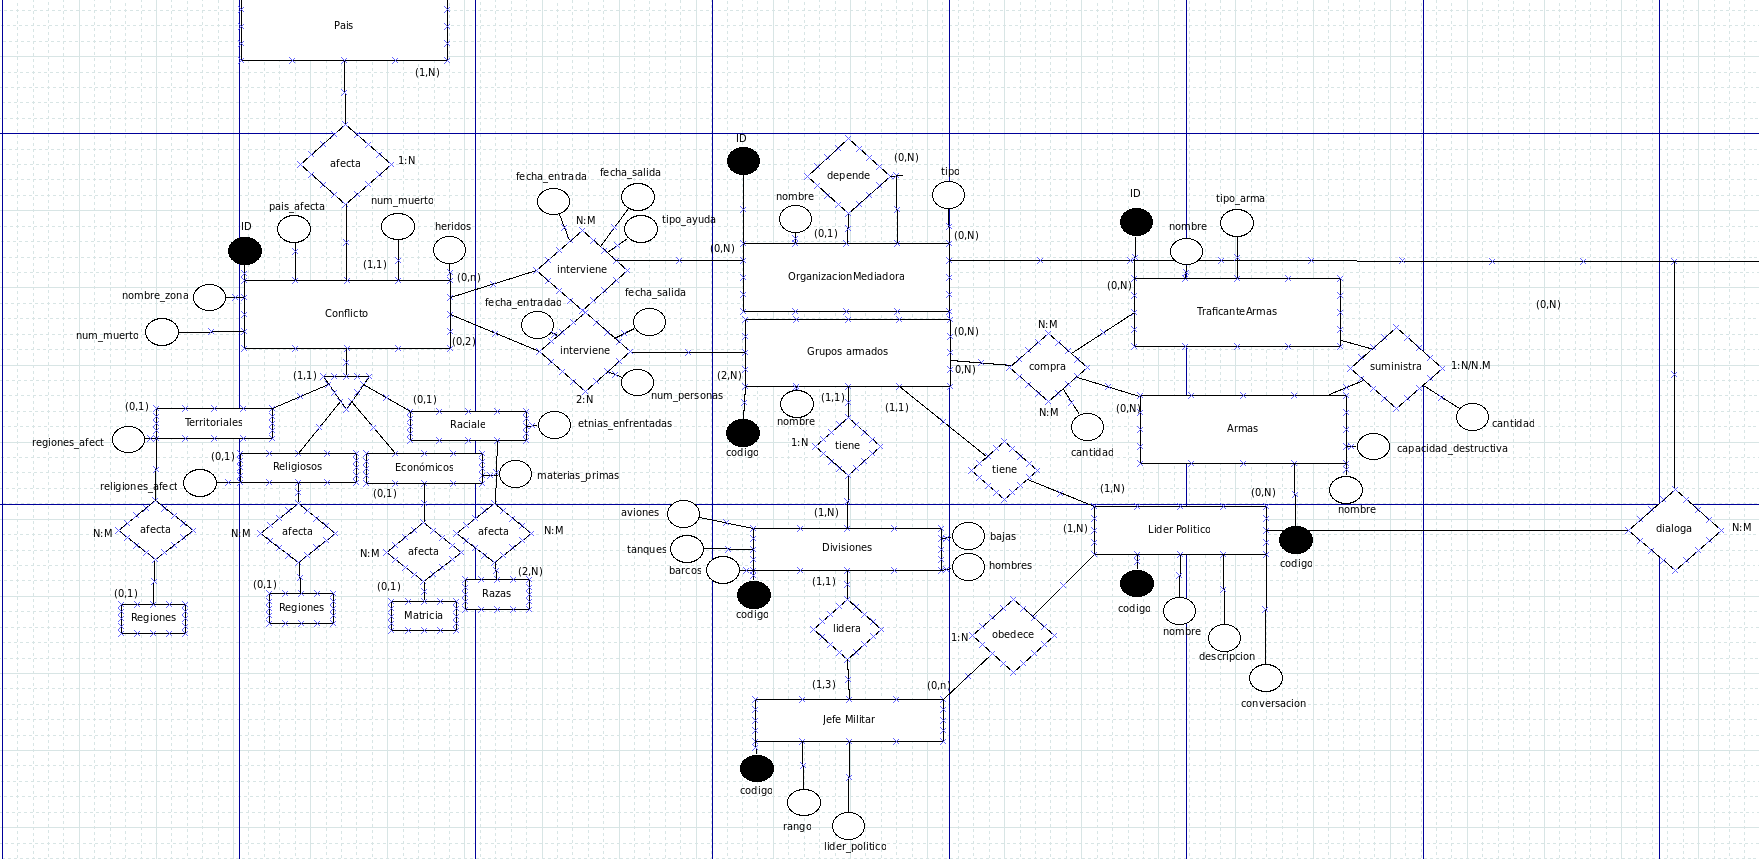 Pais
(1,N)
afecta
1:N
ID
pais_afecta
num_muerto
heridos
(1,1)
(0,n)
nombre_zona
num_muerto
Conflicto
(0,2)
fecha_entrada
fecha_salida
tipo_ayuda
N:M
interviene
(0,N)
fecha_entradao
fecha_salida
interviene
2:N
num_personas
(2,N)
ID
nombre
depende
(0,N)
tipo
(0,1)
(0,N)
OrganizacionMediadora
Grupos armados
(0,N)
0,N)
codigo
nombre
(1,1)
(1,1)
1:N
tiene
tiene
(1,N)
(1,N)
ID
nombre
tipo_arma
(0,N)
TraficanteArmas
(0,N)
N:M
compra
N:M
cantidad
suministra
1:N/N.M
cantidad
(0,N)
Armas
capacidad_destructiva
(0,N)
nombre
codigo
(1,1)
(0,1)
Territoriales
regiones_afect
(0,1)
Raciale
etnias_enfrentadas
(0,1)
Religiosos
religiones_afect
Económicos
(0,1)
materias_primas
N:M
afecta
N:M
afecta
N:M
afecta
afecta
N:M
(0,1)
Regiones
(0,1)
Regiones
(0,1)
Matricia
(2,N)
Razas
aviones
tanques
barcos
Divisiones
bajas
hombres
codigo
(1,1)
lidera
(1,3)
(0,n)
Jefe Militar
codigo
rango
lider_politico
1:N
obedece
(1,N)
Lider Politico
codigo
nombre
descripcion
conversacion
dialoga
N:M